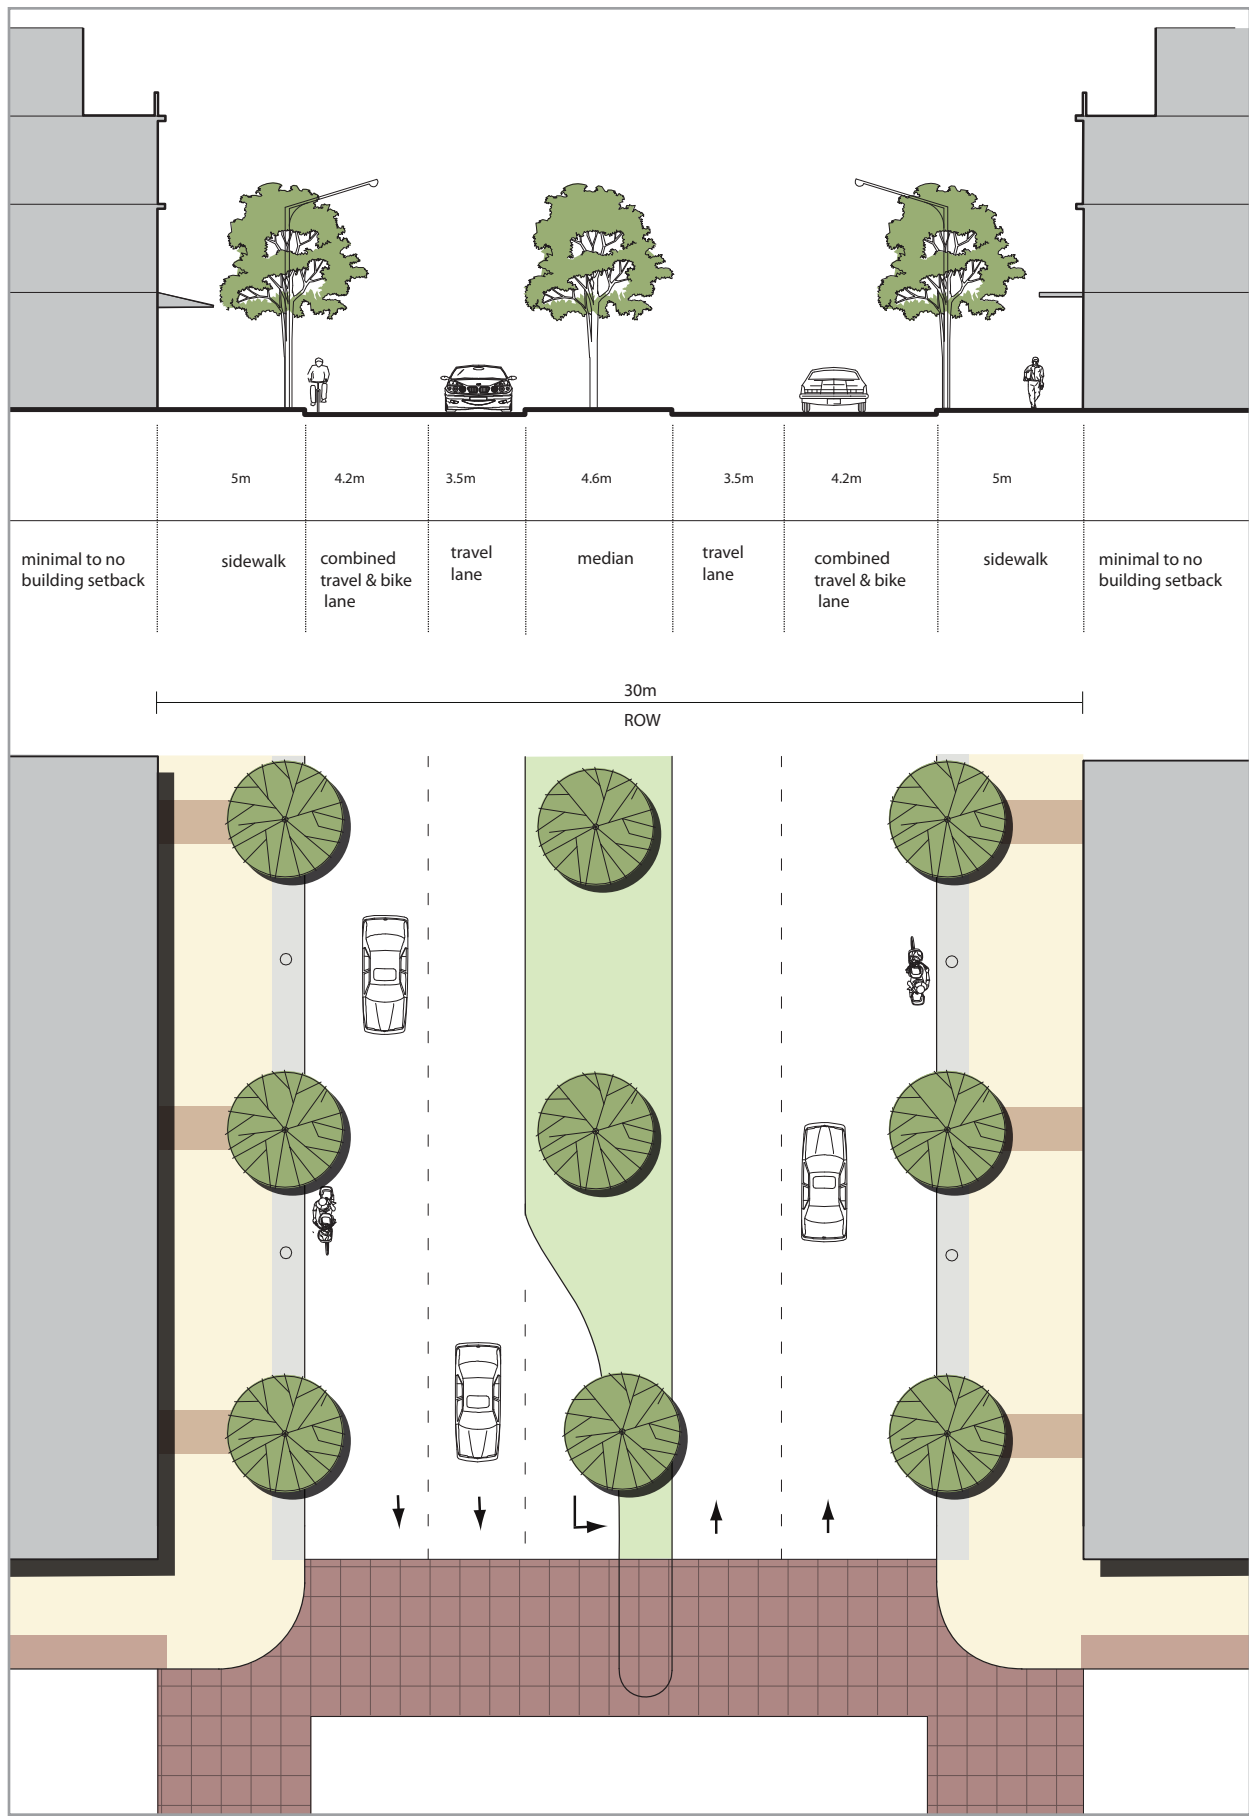 5m 4.2m 3.5m 4.6m 3.5m 4.2m 5m
minimal to no
building setback
sidewalk
combined
travel & bike
lane
travel
lane
median
travel
lane
combined
travel & bike
lane
sidewalk
minimal to no
building setback
30m
ROW